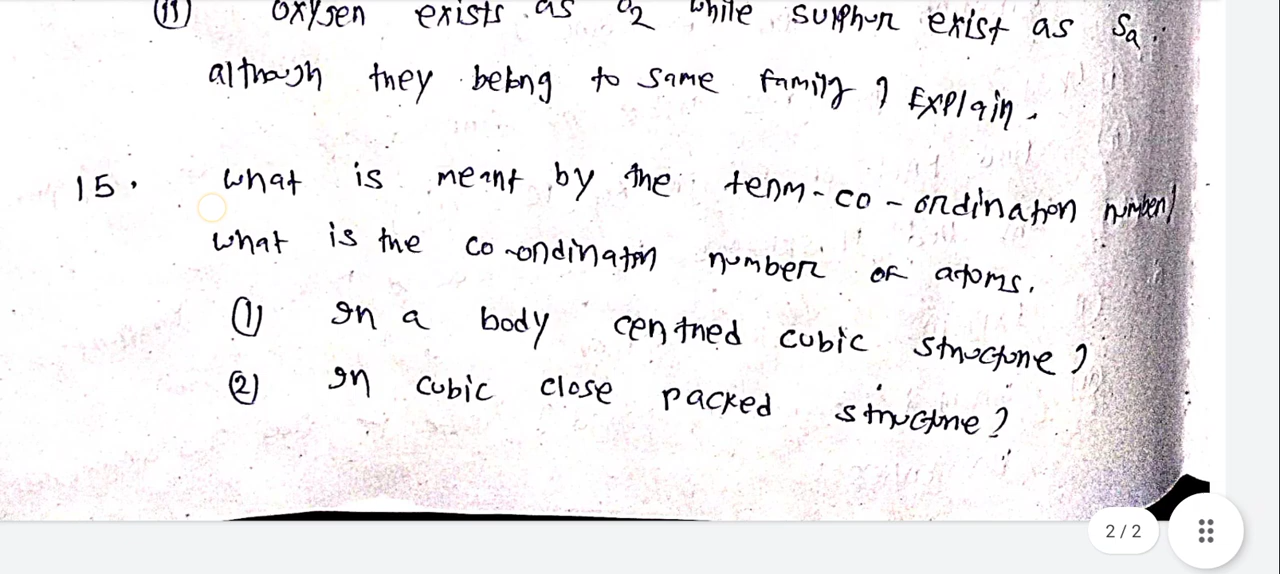 (ii) oxygen exists as O2 while sulphur exist as S8.
although they belong to same family? Explain.
15. what is meant by the term-co-ordination number?
what is the co-ordination number of atoms.
(1) In a body centred cubic structure?
(2) In cubic close packed structure?
2 / 2